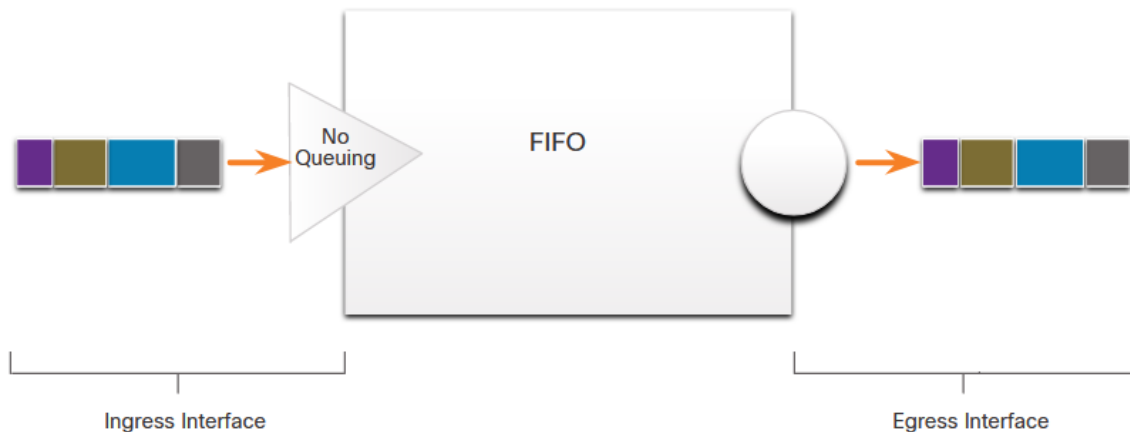 No
Queuing
FIFO
Ingress Interface
Egress Interface